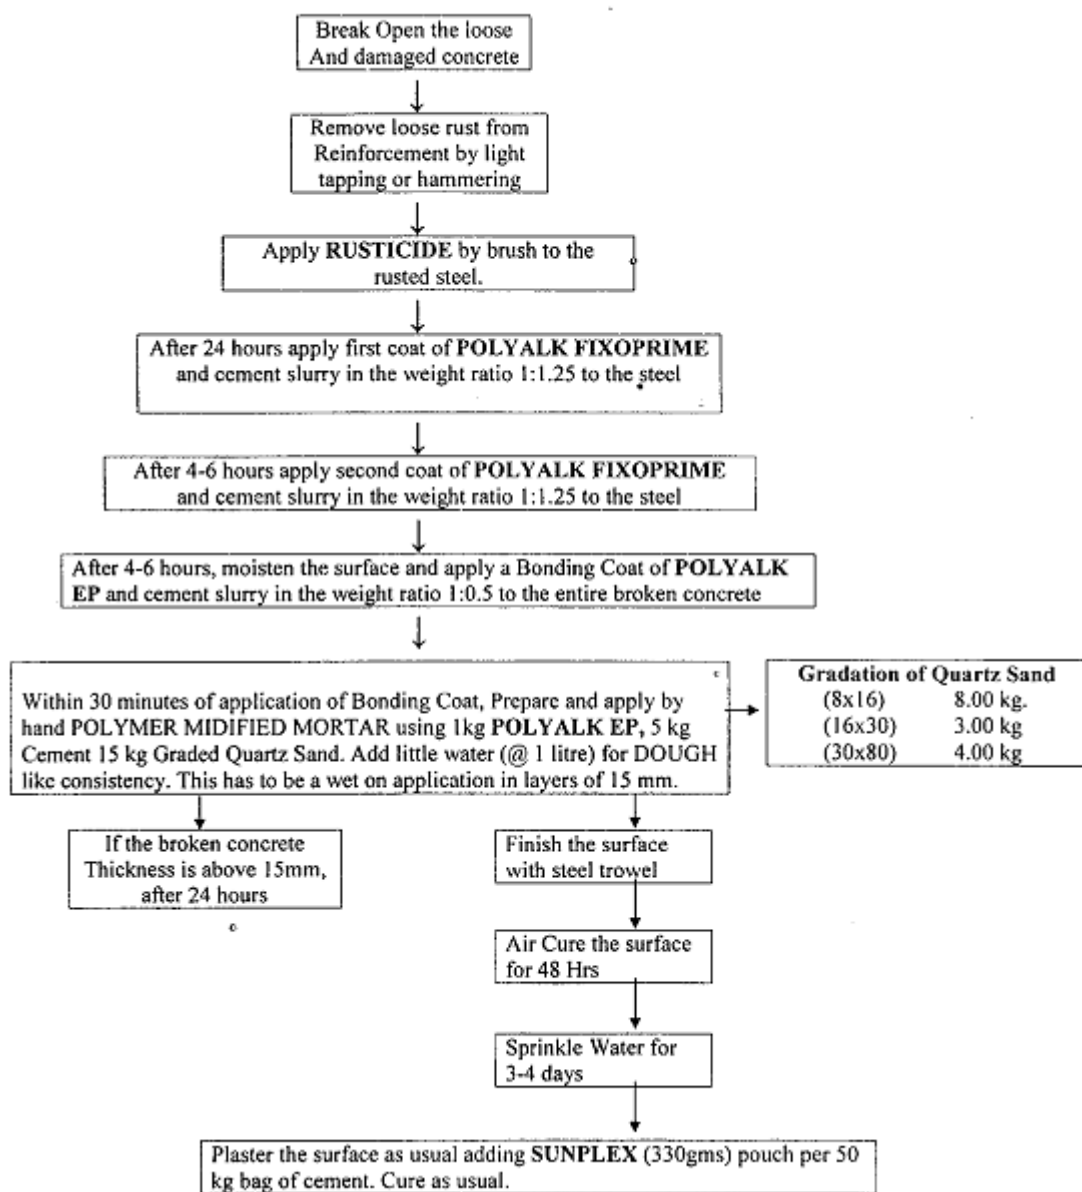 Break Open the loose
And damaged concrete
Remove loose rust from
Reinforcement by light
tapping or hammering
Apply RUSTICIDE by brush to the
rusted steel.
After 24 hours apply first coat of POLYALK FIXOPRIME
and cement slurry in the weight ratio 1:1.25 to the steel
After 4-6 hours apply second coat of POLYALK FIXOPRIME
and cement slurry in the weight ratio 1:1.25 to the steel
After 4-6 hours, moisten the surface and apply a Bonding Coat of POLYALK
EP and cement slurry in the weight ratio 1:0.5 to the entire broken concrete
Within 30 minutes of application of Bonding Coat, Prepare and apply by
hand POLYMER MIDIFIED MORTAR using 1kg POLYALK EP, 5 kg
Cement 15 kg Graded Quartz Sand. Add little water (@ 1 litre) for DOUGH
like consistency. This has to be a wet on application in layers of 15 mm.
Gradation of Quartz Sand
(8x16) 8.00 kg.
(16x30) 3.00 kg
(30x80) 4.00 kg
If the broken concrete
Thickness is above 15mm,
after 24 hours
Finish the surface
with steel trowel
Air Cure the surface
for 48 Hrs
Sprinkle Water for
3-4 days
Plaster the surface as usual adding SUNPLEX (330gms) pouch per 50
kg bag of cement. Cure as usual.